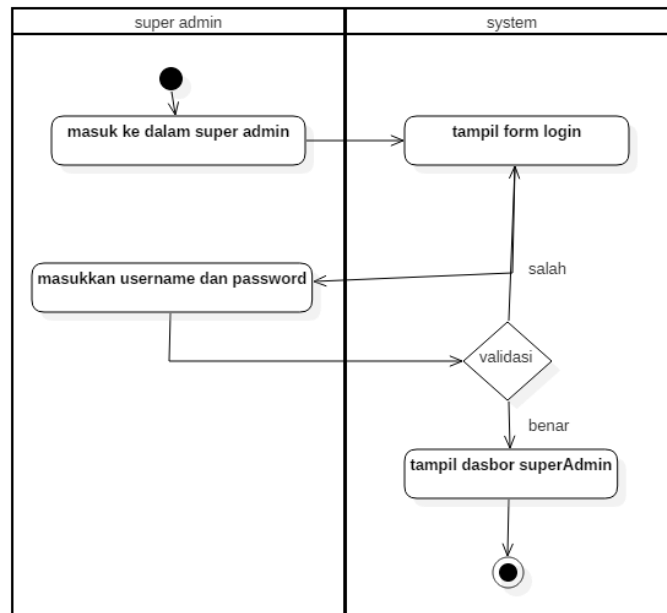 super admin
system
masuk ke dalam super admin
tampil form login
masukkan username dan password
salah
validasi
benar
tampil dasbor superAdmin